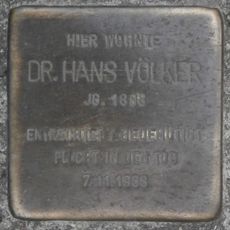 HIER WOHNTE
DR. HANS VÖLKER
JG.
ENTRECHTET / GEDEMÜTIGT
FLUCHT IN DEN TOD